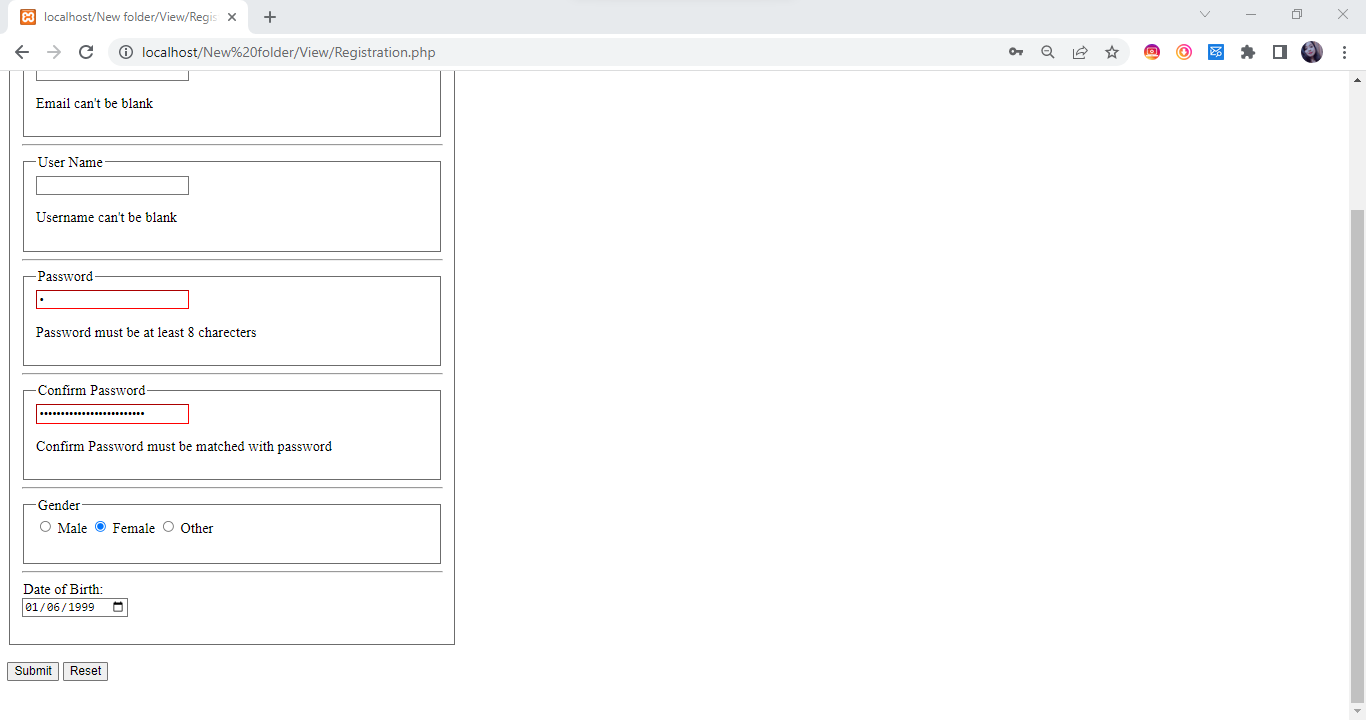 localhost/New folder/View/Regis
localhost/New%20folder/View/Registration.php
Email can't be blank
User Name
Username can't be blank
Password
•
Password must be at least 8 charecters
Confirm Password
•••••••••••••••••••••••••
Confirm Password must be matched with password
Gender
Male Female Other
Date of Birth:
01/06/1999
Submit Reset